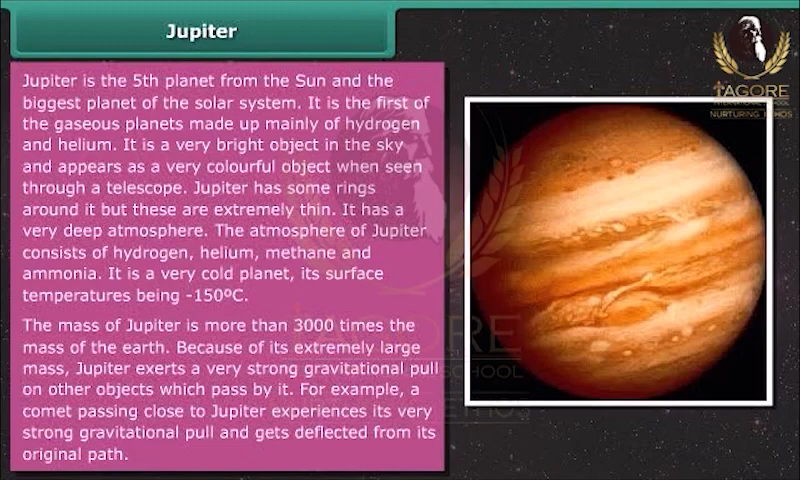 Jupiter
Jupiter is the 5th planet from the Sun and the
biggest planet of the solar system. It is the first of
the gaseous planets made up mainly of hydrogen
and helium. It is a very bright object in the sky
and appears as a very colourful object when seen
through a telescope. Jupiter has some rings
around it but these are extremely thin. It has a
very deep atmosphere. The atmosphere of Jupiter
consists of hydrogen, helium, methane and
ammonia. It is a very cold planet, its surface
temperatures being -150ºC.
The mass of Jupiter is more than 3000 times the
mass of the earth. Because of its extremely large
mass, Jupiter exerts a very strong gravitational pull
on other objects which pass by it. For example, a
comet passing close to Jupiter experiences its very
strong gravitational pull and gets deflected from its
original path.
TAGORE
INTERNATIONAL SCHOOL
NURTURING ETHOS